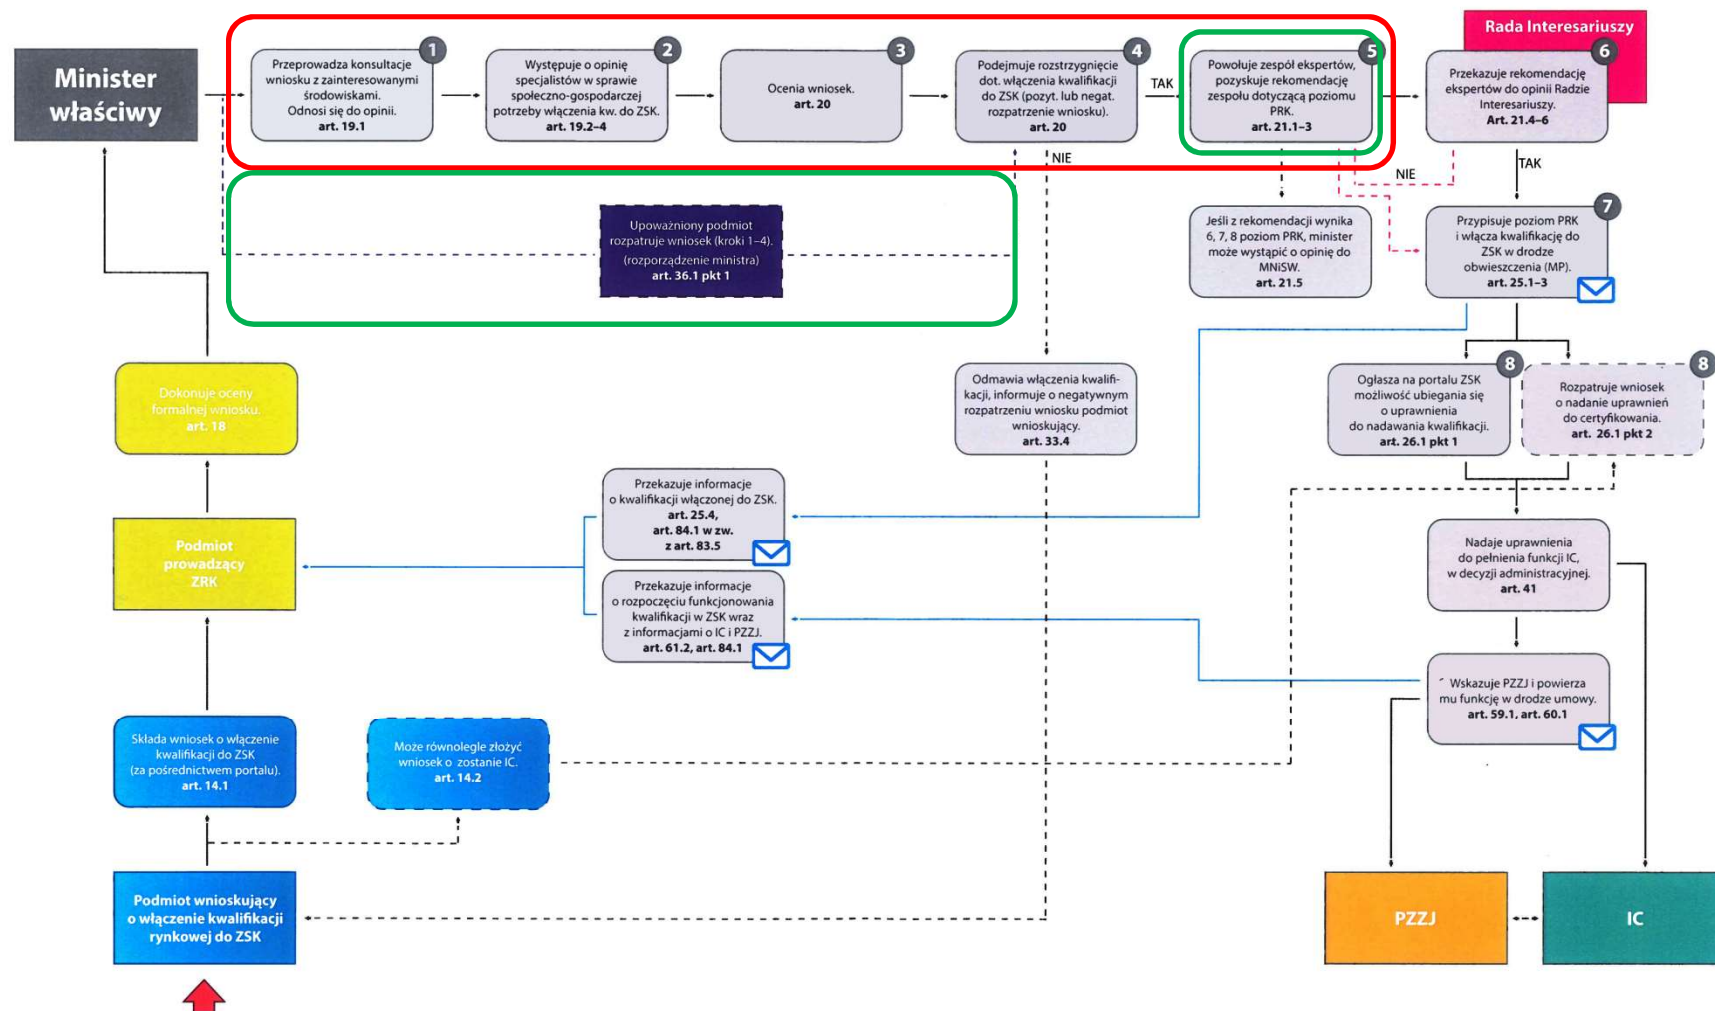 Rada Interesariuszy
Minister
właściwy
1
Przeprowadza konsultacje
wniosku z zainteresowanymi
środowiskami.
Odnosi się do opinii.
art. 19.1
2
Występuje o opinię
specjalistów w sprawie
społeczno-gospodarczej
potrzeby włączenia kw. do ZSK.
art. 19.2–4
3
Ocenia wniosek.
art. 20
4
Podejmuje rozstrzygnięcie
dot. włączenia kwalifikacji
do ZSK (pozyt. lub negat.
rozpatrzenie wniosku).
art. 20
TAK
5
Powołuje zespół ekspertów,
pozyskuje rekomendację
zespołu dotyczącą poziomu
PRK.
art. 21.1–3
6
Przekazuje rekomendację
ekspertów do opinii Radzie
Interesariuszy.
Art. 21.4–6
NIE
NIE
TAK
Upoważniony podmiot
rozpatruje wniosek (kroki 1–4).
(rozporządzenie ministra)
art. 36.1 pkt 1
Jeśli z rekomendacji wynika
6, 7, 8 poziom PRK, minister
może wystąpić o opinię do
MNiSW.
art. 21.5
7
Przypisuje poziom PRK
i włącza kwalifikację do
ZSK w drodze
obwieszczenia (MP).
art. 25.1–3
Dokonuje oceny
formalnej wniosku.
art. 18
Odmawia włączenia kwalifi-
kacji, informuje o negatywnym
rozpatrzeniu wniosku podmiot
wnioskujący.
art. 33.4
8
Ogłasza na portalu ZSK
możliwość ubiegania się
o uprawnienia
do nadawania kwalifikacji.
art. 26.1 pkt 1
8
Rozpatruje wniosek
o nadanie uprawnień
do certyfikowania.
art. 26.1 pkt 2
Przekazuje informacje
o kwalifikacji włączonej do ZSK.
art. 25.4,
art. 84.1 w zw.
z art. 83.5
Podmiot
prowadzący
ZRK
Nadaje uprawnienia
do pełnienia funkcji IC,
w decyzji administracyjnej.
art. 41
Przekazuje informacje
o rozpoczęciu funkcjonowania
kwalifikacji w ZSK wraz
z informacjami o IC i PZZJ.
art. 61.2, art. 84.1
Wskazuje PZZJ i powierza
mu funkcję w drodze umowy.
art. 59.1, art. 60.1
Składa wniosek o włączenie
kwalifikacji do ZSK
(za pośrednictwem portalu).
art. 14.1
Może równolegle złożyć
wniosek o zostanie IC.
art. 14.2
Podmiot wnioskujący
o włączenie kwalifikacji
rynkowej do ZSK
PZZJ
IC